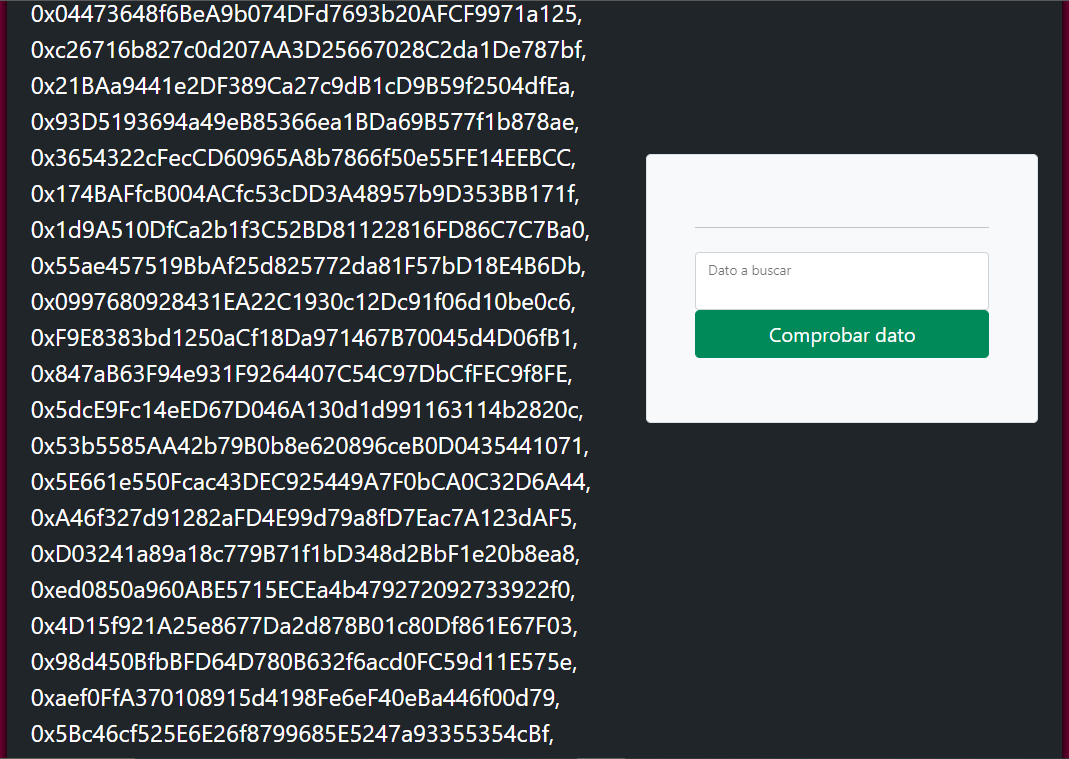 0x04473648f6BeA9b074DFd7693b20AFCF9971a125,
0xc26716b827c0d207AA3D25667028C2da1De787bf,
0x21BAa9441e2DF389Ca27c9dB1cD9B59f2504dfEa,
0x93D5193694a49eB85366ea1BDa69B577f1b878ae,
0x3654322cFecCD60965A8b7866f50e55FE14EEBCC,
0x174BAFfcB004ACfc53cDD3A48957b9D353BB171f,
0x1d9A510DfCa2b1f3C52BD81122816FD86C7C7Ba0,
0x55ae457519BbAf25d825772da81F57bD18E4B6Db,
0x0997680928431EA22C1930c12Dc91f06d10be0c6,
0xF9E8383bd1250aCf18Da971467B70045d4D06fB1,
0x847aB63F94e931F9264407C54C97DbCfFEC9f8FE,
0x5dcE9Fc14eED67D046A130d1d991163114b2820c,
0x53b5585AA42b79B0b8e620896ceB0D0435441071,
0x5E661e550Fcac43DEC925449A7F0bCA0C32D6A44,
0xA46f327d91282aFD4E99d79a8fD7Eac7A123dAF5,
0xD03241a89a18c779B71f1bD348d2BbF1e20b8ea8,
0xed0850a960ABE5715ECEa4b479272092733922f0,
0x4D15f921A25e8677Da2d878B01c80Df861E67F03,
0x98d450BfbBFD64D780B632f6acd0FC59d11E575e,
0xaef0FfA370108915d4198Fe6eF40eBa446f00d79,
0x5Bc46cf525E6E26f8799685E5247a93355354cBf,
Dato a buscar
Comprobar dato